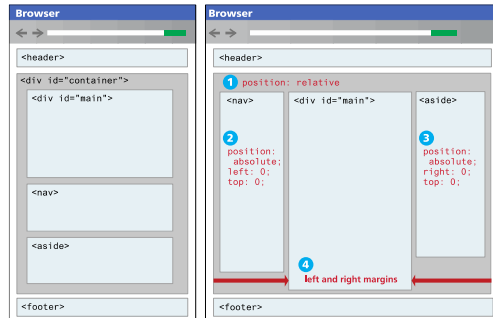 Browser
<header>
<div id="container">
<div id="main">
<nav>
<aside>
<footer>
Browser
<header>
1 position: relative
<nav>
2
position:
absolute;
left: 0;
top: 0;
<div id="main">
4
left and right margins
<aside>
3
position:
absolute;
right: 0;
top: 0;
<footer>